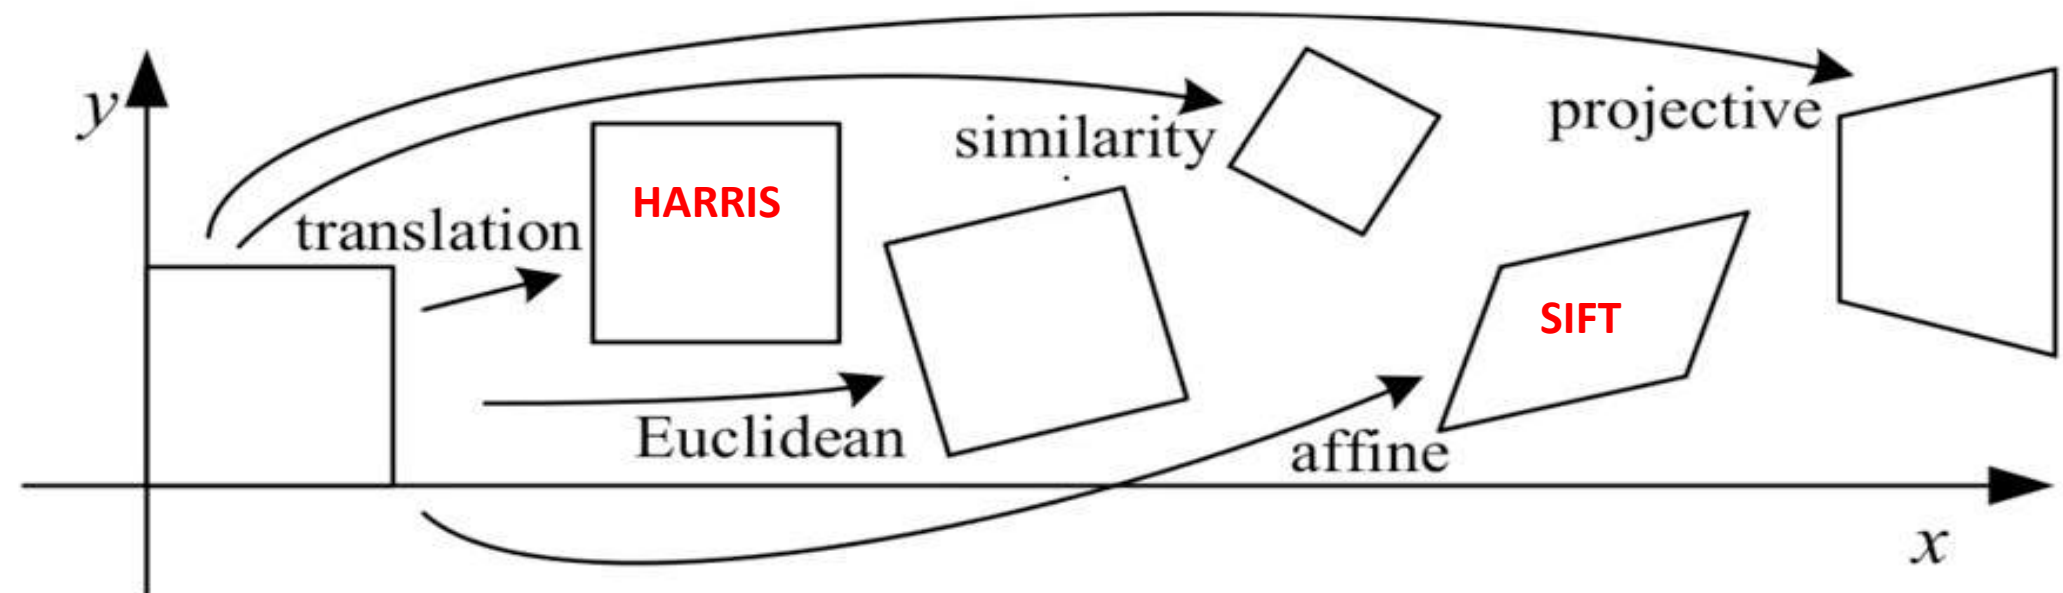 y
similarity
projective
HARRIS
translation
SIFT
Euclidean
affine
x